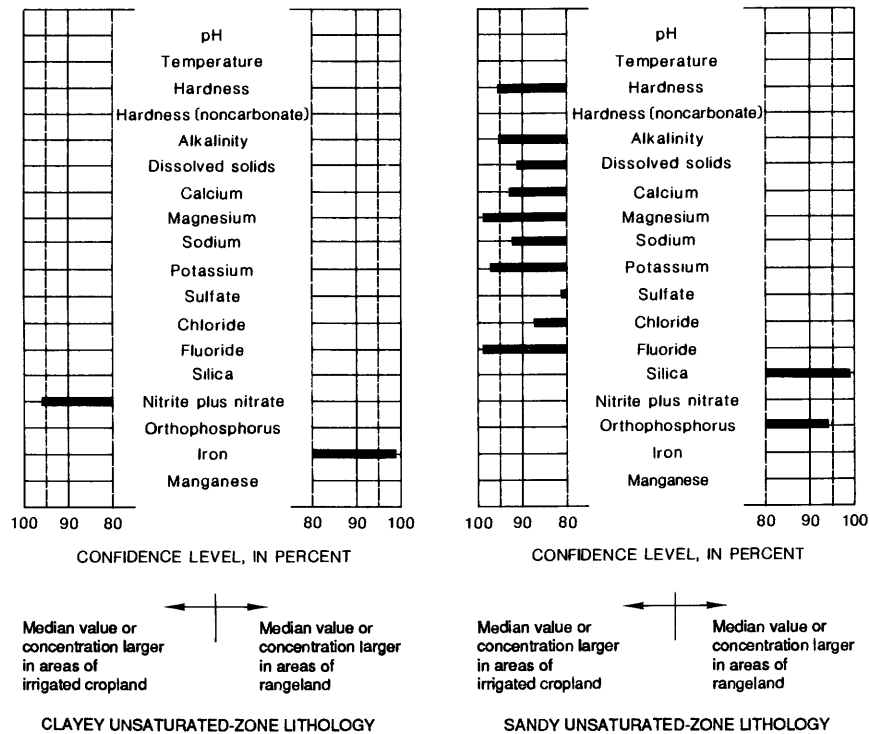 pH
Temperature
Hardness
Hardness (noncarbonate)
Alkalinity
Dissolved solids
Calcium
Magnesium
Sodium
Potassium
Sulfate
Chloride
Fluoride
Silica
Nitrite plus nitrate
Orthophosphorus
Iron
Manganese
100 90 80 80 90 100
CONFIDENCE LEVEL, IN PERCENT
Median value or
concentration larger
in areas of
irrigated cropland
Median value or
concentration larger
in areas of
rangeland
CLAYEY UNSATURATED-ZONE LITHOLOGY
pH
Temperature
Hardness
Hardness (noncarbonate)
Alkalinity
Dissolved solids
Calcium
Magnesium
Sodium
Potassium
Sulfate
Chloride
Fluoride
Silica
Nitrite plus nitrate
Orthophosphorus
Iron
Manganese
100 90 80 80 90 100
CONFIDENCE LEVEL, IN PERCENT
Median value or
concentration larger
in areas of
irrigated cropland
Median value or
concentration larger
in areas of
rangeland
SANDY UNSATURATED-ZONE LITHOLOGY